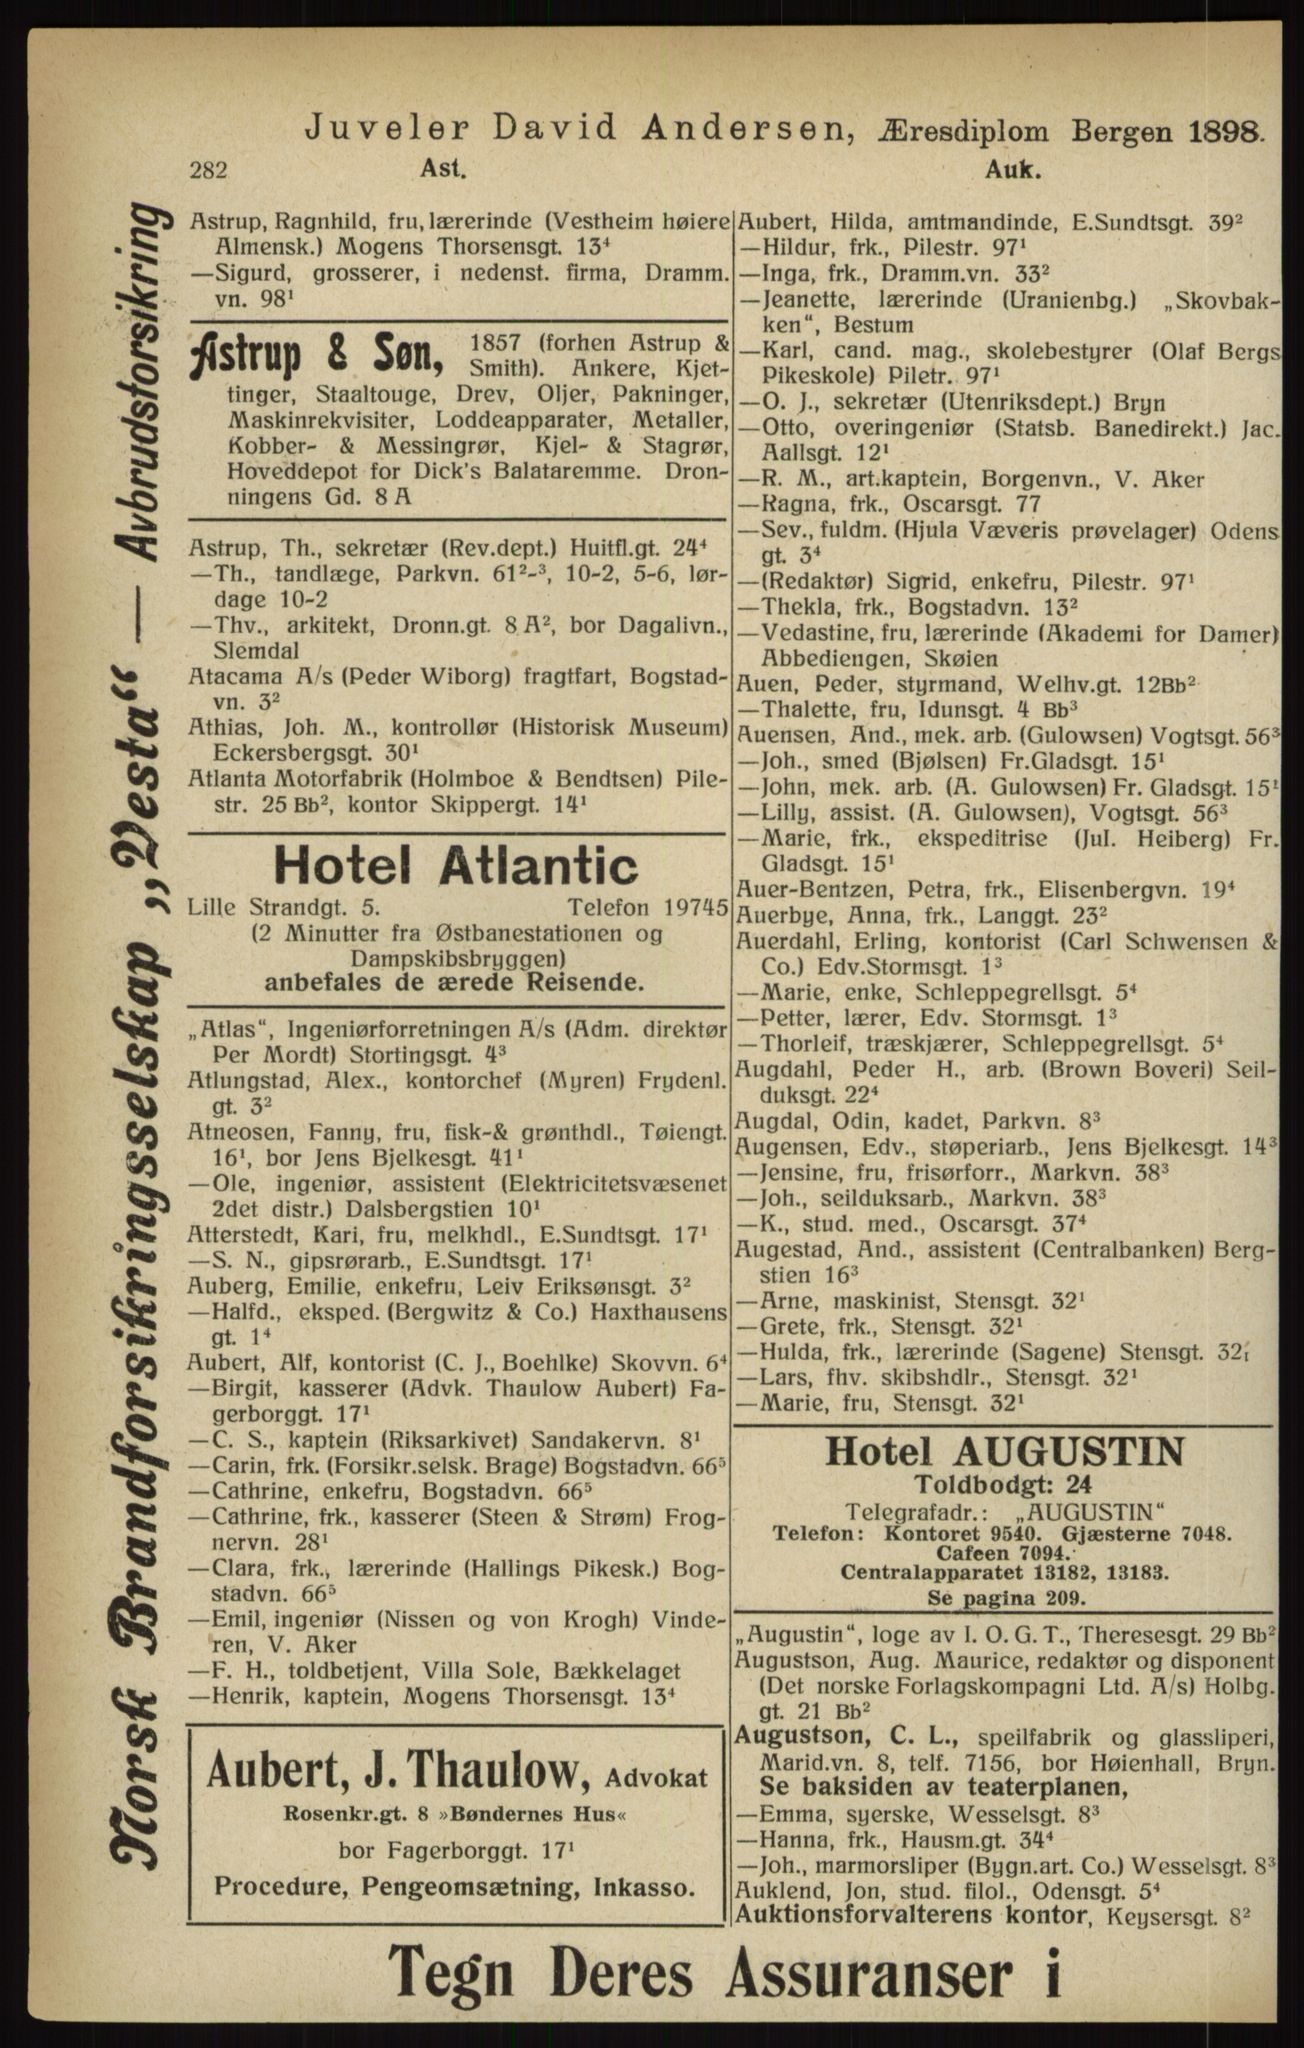 Juveler David Andersen, Æresdiplom Bergen 1898.
282 Ast. Auk.
Norsk Brandforsikringsselskap „Vesta“ — Avbrudsforsikring
Astrup, Ragnhild, fru, lærerinde (Vestheim høiere
Almensk.) Mogens Thorsensgt. 13⁴
—Sigurd, grosserer, i nedenst. firma, Dramm.
vn. 98¹
Astrup & Søn, 1857 (forhen Astrup &
Smith). Ankere, Kjet-
tinger, Staaltouge, Drev, Oljer, Pakninger,
Maskinrekvisiter, Loddeapparater, Metaller,
Kobber- & Messingrør, Kjel- & Stagrør,
Hoveddepot for Dick's Balataremme. Dron-
ningens Gd. 8 A
Astrup, Th., sekretær (Rev.dept.) Huitfl.gt. 24⁴
—Th., tandlæge, Parkvn. 61²-³, 10-2, 5-6, lør-
dage 10-2
—Thv., arkitekt, Dronn.gt. 8 A², bor Dagalivn.,
Slemdal
Atacama A/s (Peder Wiborg) fragtfart, Bogstad-
vn. 3²
Athias, Joh. M., kontrollør (Historisk Museum)
Eckersbergsgt. 30¹
Atlanta Motorfabrik (Holmboe & Bendtsen) Pile-
str. 25 Bb², kontor Skippergt. 14¹
Hotel Atlantic
Lille Strandgt. 5. Telefon 19745
(2 Minutter fra Østbanestationen og
Dampskibsbryggen)
anbefales de ærede Reisende.
„Atlas“, Ingeniørforretningen A/s (Adm. direktør
Per Mordt) Stortingsgt. 4³
Atlungstad, Alex., kontorchef (Myren) Frydenl.
gt. 3²
Atneosen, Fanny, fru, fisk-& grønthdl., Tøiengt.
16¹, bor Jens Bjelkesgt. 41¹
—Ole, ingeniør, assistent (Elektricitetsvæsenet
2det distr.) Dalsbergstien 10¹
Atterstedt, Kari, fru, melkhdl., E.Sundtsgt. 17¹
—S. N., gipsrørarb., E.Sundtsgt. 17¹
Auberg, Emilie, enkefru, Leiv Eriksønsgt. 3²
—Halfd., eksped. (Bergwitz & Co.) Haxthausens
gt. 1⁴
Aubert, Alf, kontorist (C. J., Boehlke) Skovvn. 6⁴
—Birgit, kasserer (Advk. Thaulow Aubert) Fa-
gerborggt. 17¹
—C. S., kaptein (Riksarkivet) Sandakervn. 8¹
—Carin, frk. (Forsikr.selsk. Brage) Bogstadvn. 66⁵
—Cathrine, enkefru, Bogstadvn. 66⁵
—Cathrine, frk., kasserer (Steen & Strøm) Frog-
nervn. 28¹
—Clara, frk., lærerinde (Hallings Pikesk.) Bog-
stadvn. 66⁵
—Emil, ingeniør (Nissen og von Krogh) Vinde-
ren, V. Aker
—F. H., toldbetjent, Villa Sole, Bækkelaget
—Henrik, kaptein, Mogens Thorsensgt. 13⁴
Aubert, J. Thaulow, Advokat
Rosenkr.gt. 8 »Bøndernes Hus«
bor Fagerborggt. 17¹
Procedure, Pengeomsætning, Inkasso.
Aubert, Hilda, amtmandinde, E.Sundtsgt. 39²
—Hildur, frk., Pilestr. 97¹
—Inga, frk., Dramm.vn. 33²
—Jeanette, lærerinde (Uranienbg.) „Skovbak-
ken“, Bestum
—Karl, cand. mag., skolebestyrer (Olaf Bergs
Pikeskole) Piletr. 97¹
—O. J., sekretær (Utenriksdept.) Bryn
—Otto, overingeniør (Statsb. Banedirekt.) Jac.
Aallsgt. 12¹
—R. M., art.kaptein, Borgenvn., V. Aker
—Ragna, frk., Oscarsgt. 77
—Sev., fuldm. (Hjula Væveris prøvelager) Odens
gt. 3⁴
—(Redaktør) Sigrid, enkefru, Pilestr. 97¹
—Thekla, frk., Bogstadvn. 13²
—Vedastine, fru, lærerinde (Akademi for Damer)
Abbediengen, Skøien
Auen, Peder, styrmand, Welhv.gt. 12Bb²
—Thalette, fru, Idunsgt. 4 Bb³
Auensen, And., mek. arb. (Gulowsen) Vogtsgt. 56³
—Joh., smed (Bjølsen) Fr.Gladsgt. 15¹
—John, mek. arb. (A. Gulowsen) Fr. Gladsgt. 15¹
—Lilly, assist. (A. Gulowsen), Vogtsgt. 56³
—Marie, frk., ekspeditrise (Jul. Heiberg) Fr.
Gladsgt. 15¹
Auer-Bentzen, Petra, frk., Elisenbergvn. 19⁴
Auerbye, Anna, frk., Langgt. 23²
Auerdahl, Erling, kontorist (Carl Schwensen &
Co.) Edv.Stormsgt. 1³
—Marie, enke, Schleppegrellsgt. 5⁴
—Petter, lærer, Edv. Stormsgt. 1³
—Thorleif, træskjærer, Schleppegrellsgt. 5⁴
Augdahl, Peder H., arb. (Brown Boveri) Seil-
duksgt. 22⁴
Augdal, Odin, kadet, Parkvn. 8³
Augensen, Edv., støperiarb., Jens Bjelkesgt. 14³
—Jensine, fru, frisørforr., Markvn. 38³
—Joh., seilduksarb., Markvn. 38³
—K., stud. med., Oscarsgt. 37⁴
Augestad, And., assistent (Centralbanken) Berg-
stien 16³
—Arne, maskinist, Stensgt. 32¹
—Grete, frk., Stensgt. 32¹
—Hulda, frk., lærerinde (Sagene) Stensgt. 32₁
—Lars, fhv. skibshdlr., Stensgt. 32¹
—Marie, fru, Stensgt. 32¹
Hotel AUGUSTIN
Toldbodgt: 24
Telegrafadr.: „AUGUSTIN“
Telefon: Kontoret 9540. Gjæsterne 7048.
Cafeen 7094.
Centralapparatet 13182, 13183.
Se pagina 209.
„Augustin“, loge av I. O. G. T., Theresesgt. 29 Bb²
Augustson, Aug. Maurice, redaktør og disponent
(Det norske Forlagskompagni Ltd. A/s) Holbg.
gt. 21 Bb²
Augustson, C. L., speilfabrik og glassliperi,
Marid.vn. 8, telf. 7156, bor Høienhall, Bryn.
Se baksiden av teaterplanen,
—Emma, syerske, Wesselsgt. 8³
—Hanna, frk., Hausm.gt. 34⁴
—Joh., marmorsliper (Bygn.art. Co.) Wesselsgt. 8³
Auklend, Jon, stud. filol., Odensgt. 5⁴
Auktionsforvalterens kontor, Keysersgt. 8²
Tegn Deres Assuranser i